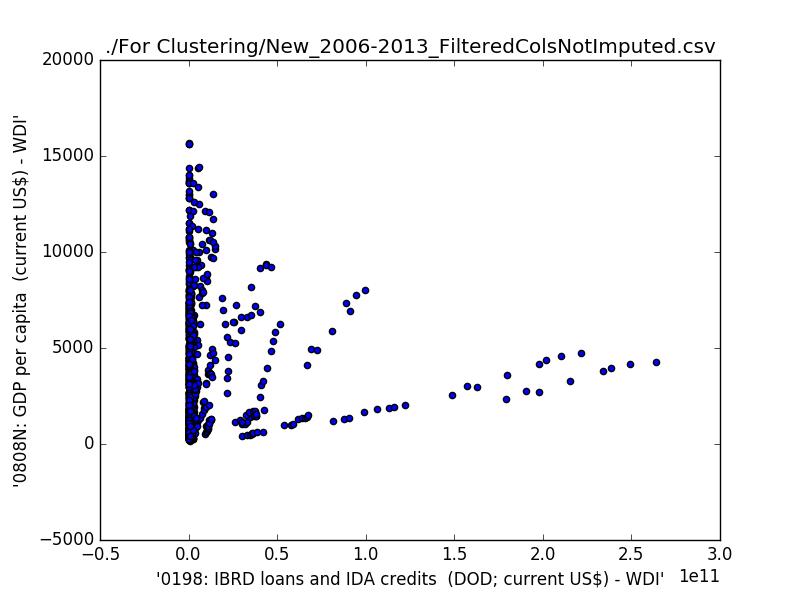 ./For Clustering/New_2006-2013_FilteredColsNotImputed.csv
20000
15000
10000
5000
0
−5000
'0808N: GDP per capita  (current US$) - WDI'
−0.5 0.0 0.5 1.0 1.5 2.0 2.5 3.0
1e11
'0198: IBRD loans and IDA credits  (DOD; current US$) - WDI'